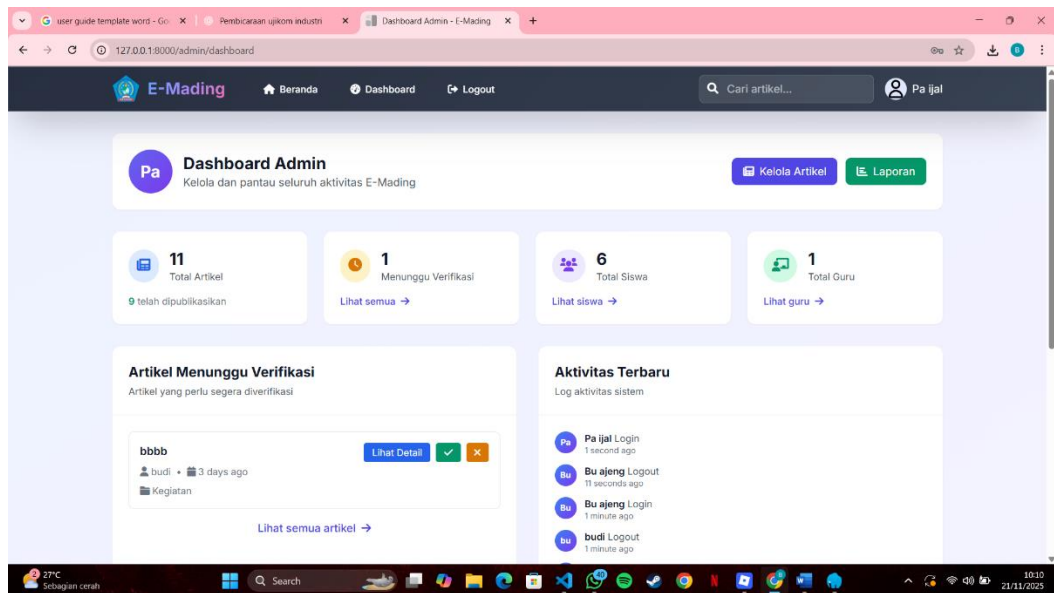 user guide template word - Go
Pembicaraan ujikom industri
Dashboard Admin - E-Mading
127.0.0.1:8000/admin/dashboard
B
E-Mading
Beranda
Dashboard
Logout
Cari artikel...
Pa ijal
Pa
Dashboard Admin
Kelola dan pantau seluruh aktivitas E-Mading
Kelola Artikel
Laporan
11
Total Artikel
9 telah dipublikasikan
1
Menunggu Verifikasi
Lihat semua →
6
Total Siswa
Lihat siswa →
1
Total Guru
Lihat guru →
Artikel Menunggu Verifikasi
Artikel yang perlu segera diverifikasi
bbbb
budi • 3 days ago
Kegiatan
Lihat Detail
Lihat semua artikel →
Aktivitas Terbaru
Log aktivitas sistem
Pa
Pa ijal Login
1 second ago
Bu
Bu ajeng Logout
11 seconds ago
Bu
Bu ajeng Login
1 minute ago
bu
budi Logout
1 minute ago
2
27°C
Sebagian cerah
Search
10:10
21/11/2025